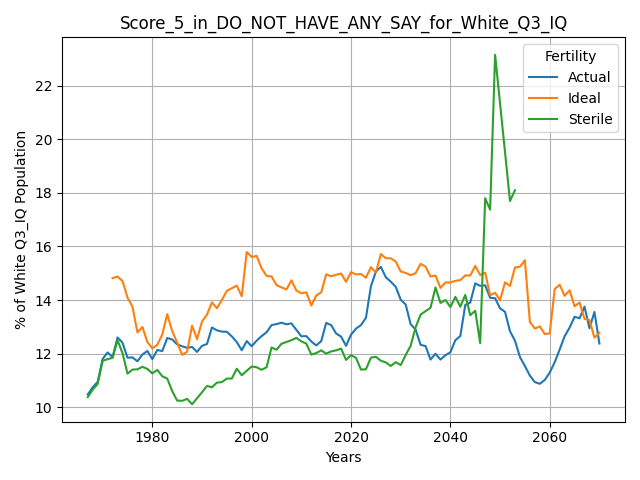 Score_5_in_DO_NOT_HAVE_ANY_SAY_for_White_Q3_IQ
Fertility
Actual
Ideal
Sterile
% of White Q3_IQ Population
22
20
18
16
14
12
10
1980
2000
2020
2040
2060
Years